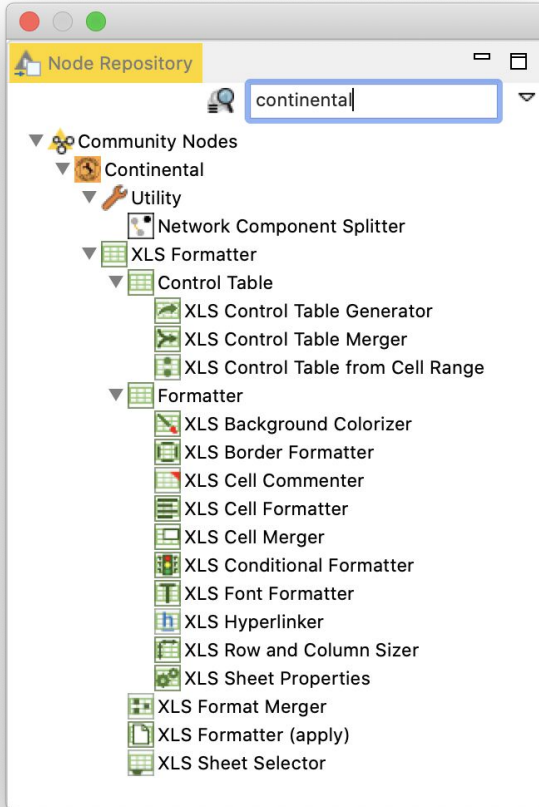 Node Repository
continental
Community Nodes
Continental
Utility
Network Component Splitter
XLS Formatter
Control Table
XLS Control Table Generator
XLS Control Table Merger
XLS Control Table from Cell Range
Formatter
XLS Background Colorizer
XLS Border Formatter
XLS Cell Commenter
XLS Cell Formatter
XLS Cell Merger
XLS Conditional Formatter
XLS Font Formatter
XLS Hyperlinker
XLS Row and Column Sizer
XLS Sheet Properties
XLS Format Merger
XLS Formatter (apply)
XLS Sheet Selector